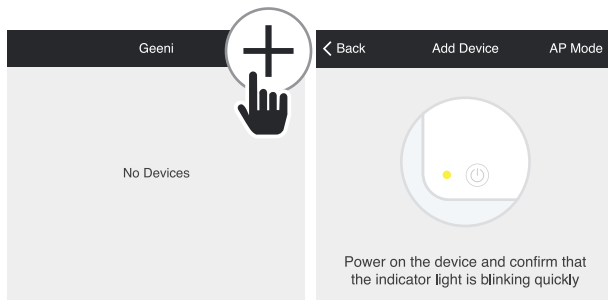 Geeni
No Devices
Back
Add Device
AP Mode
Power on the device and confirm that
the indicator light is blinking quickly